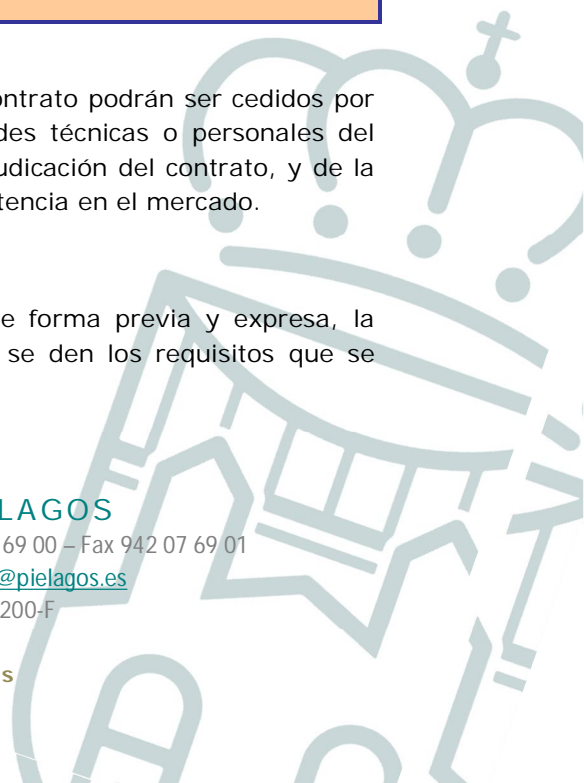 ontrato podrán ser cedidos por
des técnicas o personales del
udicación del contrato, y de la
tencia en el mercado.
e forma previa y expresa, la
se den los requisitos que se
LAGOS
69 00 – Fax 942 07 69 01
@pielagos.es
200-F
s